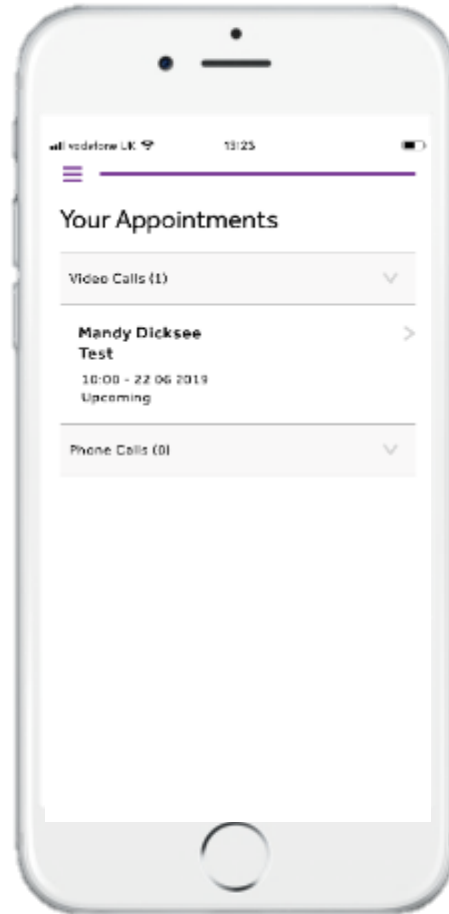 vodafone UK 13:23
Your Appointments
Video Calls (1)
Mandy Dicksee
Test
10:00 - 22 06 2019
Upcoming
Phone Calls (0)